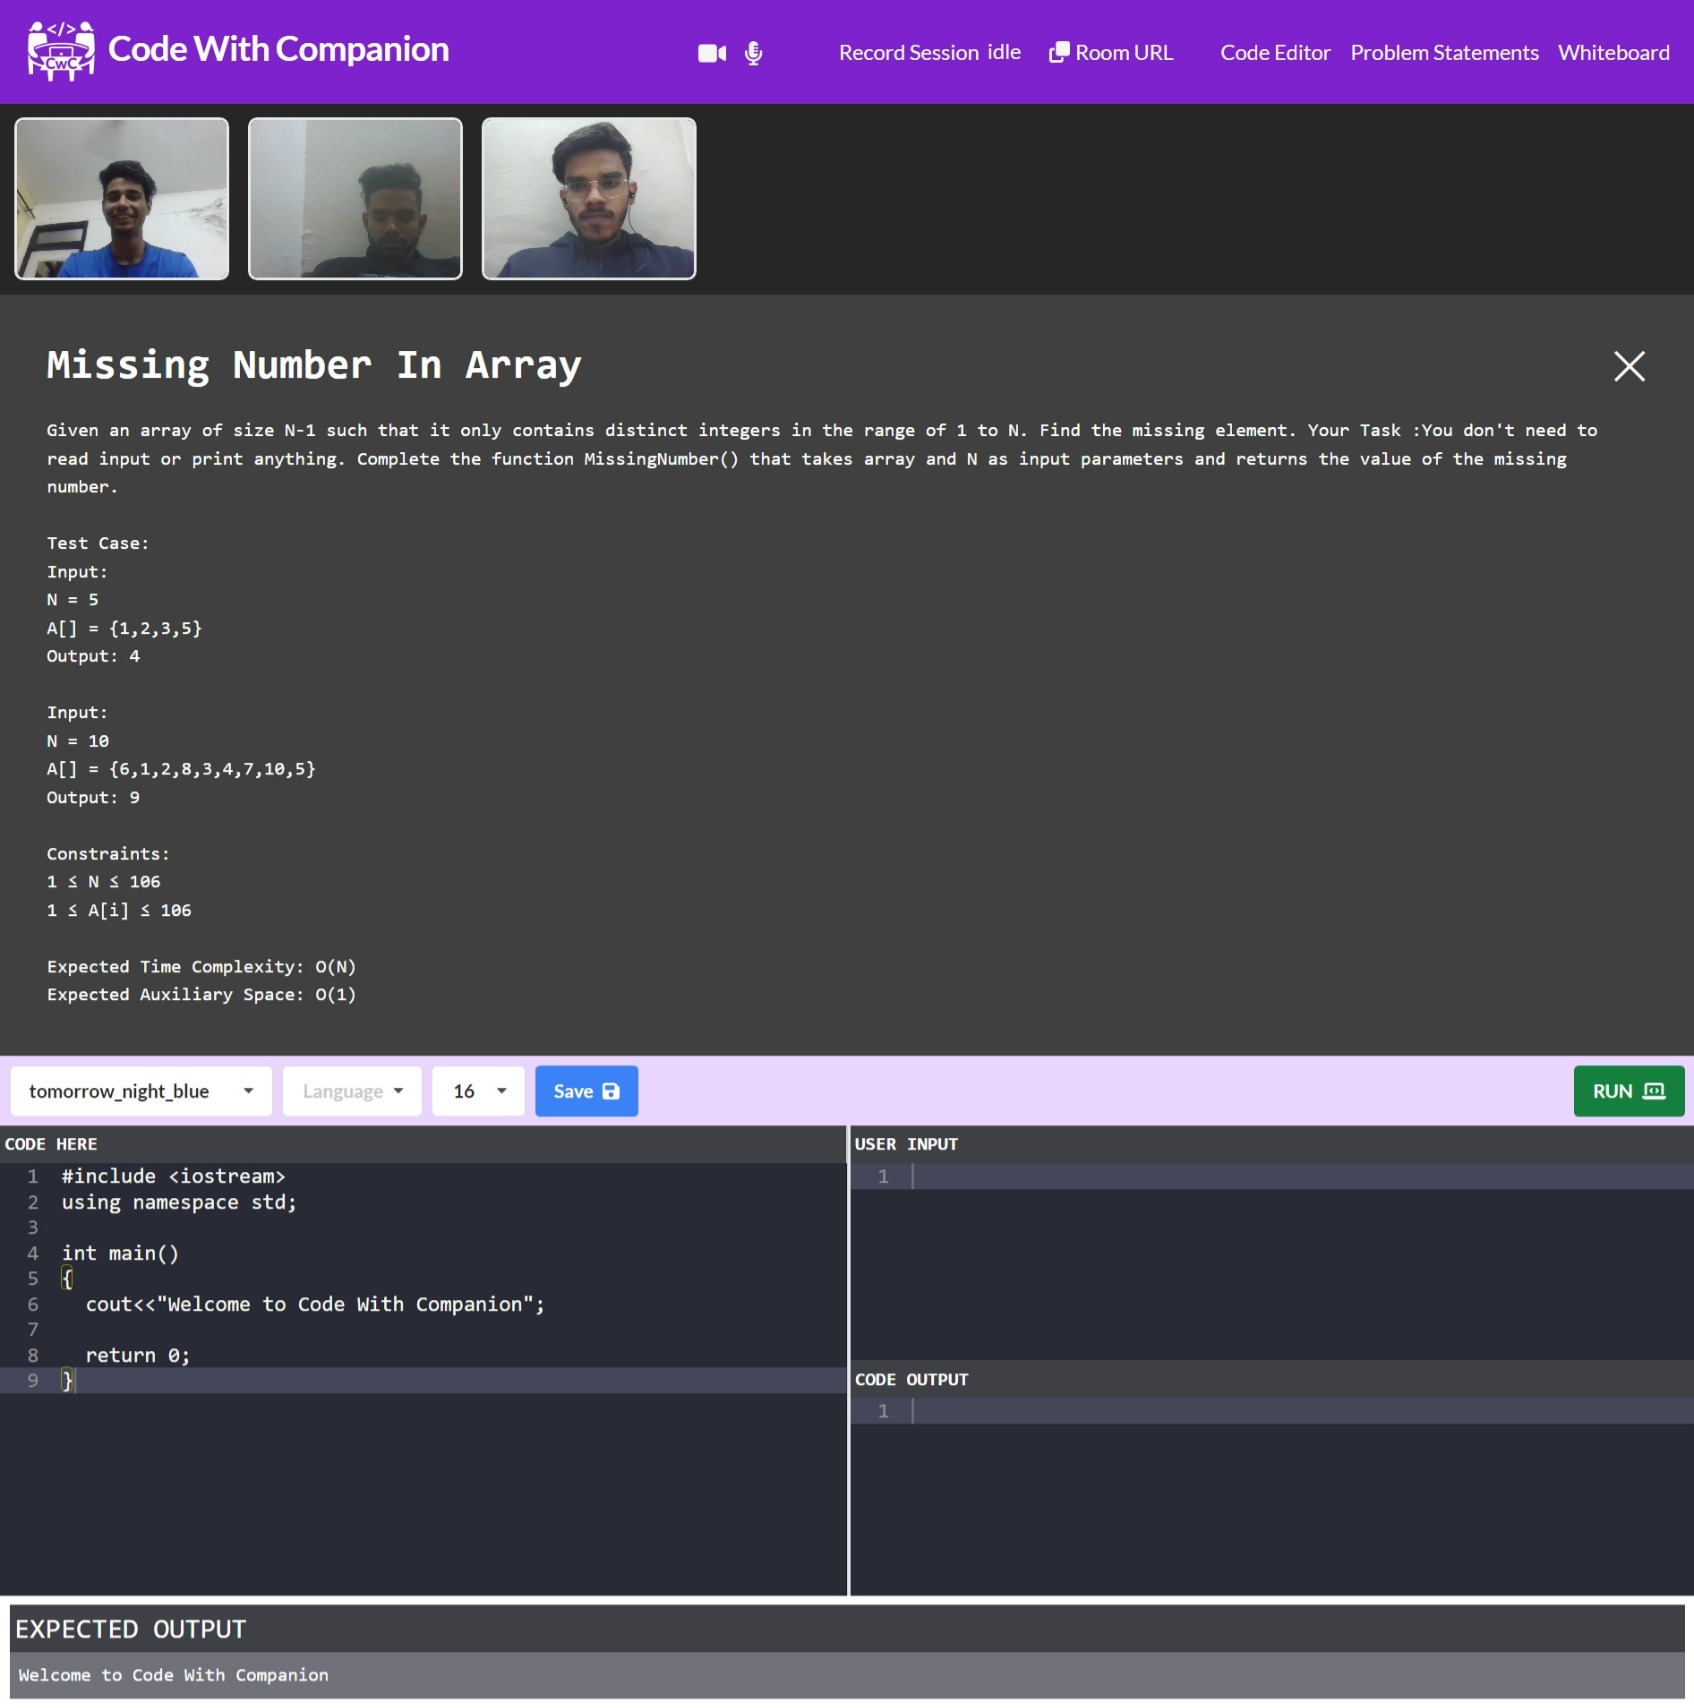 </>
CWC
Code With Companion
Record Session idle
Room URL
Code Editor
Problem Statements
Whiteboard
Missing Number In Array
Given an array of size N-1 such that it only contains distinct integers in the range of 1 to N. Find the missing element. Your Task :You don't need to
read input or print anything. Complete the function MissingNumber() that takes array and N as input parameters and returns the value of the missing
number.
Test Case:
Input:
N = 5
A[] = {1,2,3,5}
Output: 4
Input:
N = 10
A[] = {6,1,2,8,3,4,7,10,5}
Output: 9
Constraints:
1 ≤ N ≤ 106
1 ≤ A[i] ≤ 106
Expected Time Complexity: O(N)
Expected Auxiliary Space: O(1)
tomorrow_night_blue
Language
16
Save
RUN
CODE HERE
1 #include <iostream>
2 using namespace std;
3
4 int main()
5 {
6 cout<<"Welcome to Code With Companion";
7
8 return 0;
9 }
USER INPUT
1
CODE OUTPUT
1
EXPECTED OUTPUT
Welcome to Code With Companion